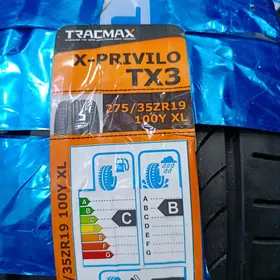 TRACMAX
X-PRIVILO
TX3
275/35ZR19
100Y XL
/35ZR19 100Y XL
A
B
C
D
E
F
G
C
A
B
C
D
E
F
G
B